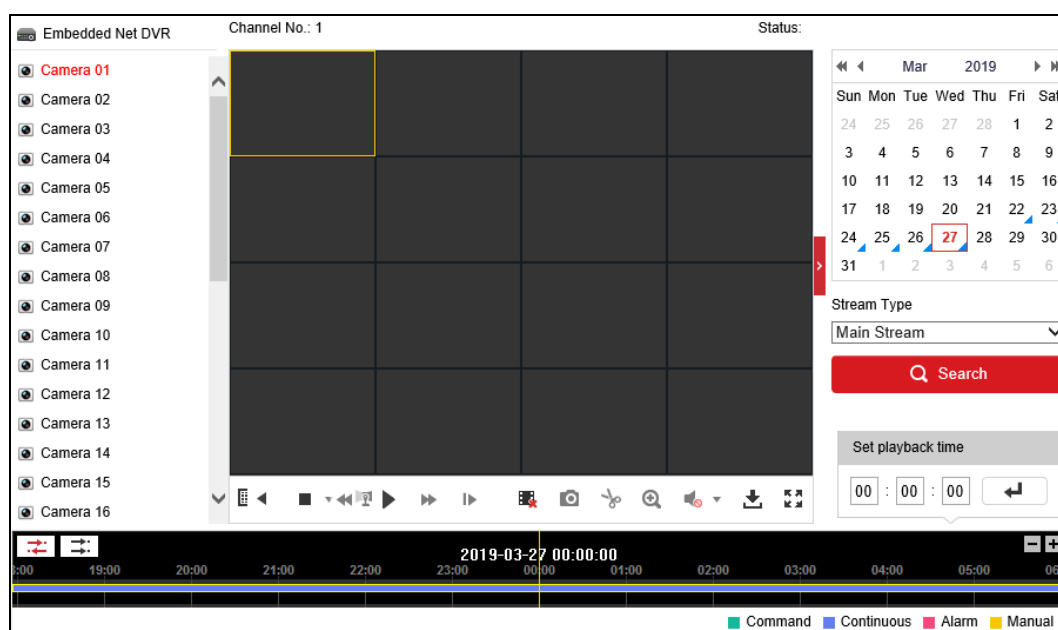 Embedded Net DVR
Channel No.: 1
Status:
Camera 01
Camera 02
Camera 03
Camera 04
Camera 05
Camera 06
Camera 07
Camera 08
Camera 09
Camera 10
Camera 11
Camera 12
Camera 13
Camera 14
Camera 15
Camera 16
Mar 2019
Sun Mon Tue Wed Thu Fri Sat
24 25 26 27 28 1 2
3 4 5 6 7 8 9
10 11 12 13 14 15 16
17 18 19 20 21 22 23
24 25 26 27 28 29 30
31 1 2 3 4 5 6
Stream Type
Main Stream
Search
Set playback time
00 : 00 : 00
2019-03-27 00:00:00
:00 19:00 20:00 21:00 22:00 23:00 00:00 01:00 02:00 03:00 04:00 05:00 06
Command Continuous Alarm Manual